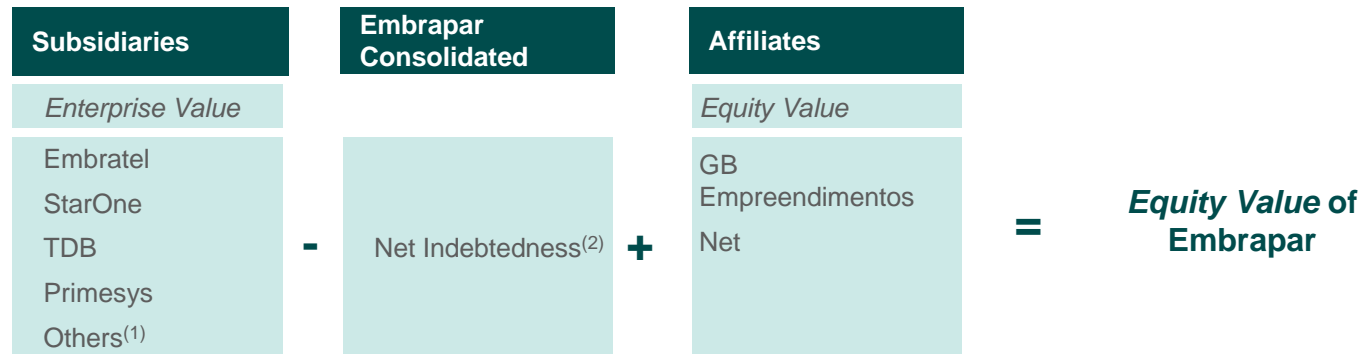 Subsidiaries
Enterprise Value
Embratel
StarOne
TDB
Primesys
Others(1)
-
Embrapar
Consolidated
Net Indebtedness(2)
+
Affiliates
Equity Value
GB
Empreendimentos
Net
=
Equity Value of
Embrapar